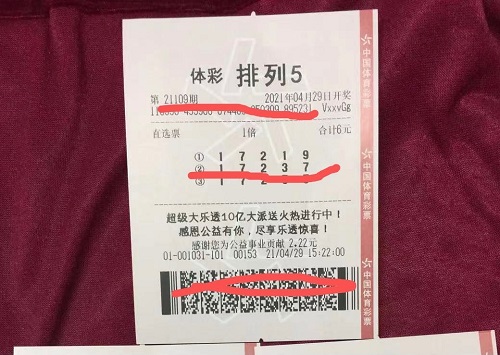 体彩 排列5
第 21109期 2021年04月29日开奖
895231 VxxvGg
直选票 1倍 合计6元
① 1 7 2 1 9
② 1 7 2 3 7
③ 1
超级大乐透10亿大派送火热进行中！
感恩公益有你，尽享乐透惊喜！
感谢您为公益事业贡献 2.22元
01-001031-101 00153 21/04/29 15:22:00
中国体育彩票
中国体育彩票
中国体育彩票